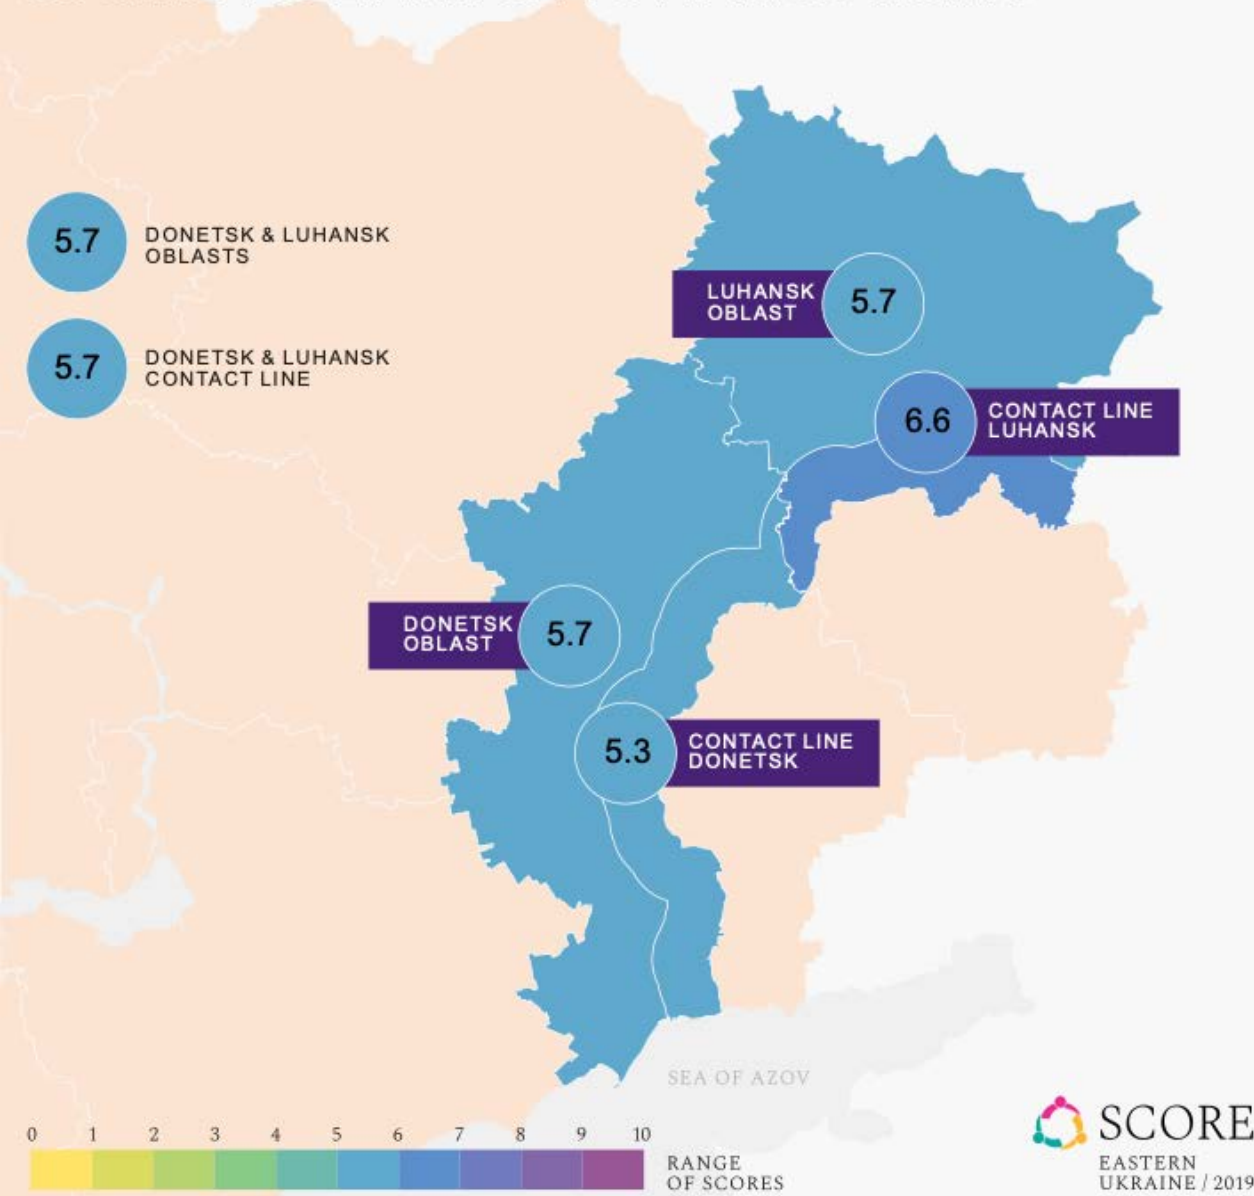 5.7
DONETSK & LUHANSK
OBLASTS
5.7
DONETSK & LUHANSK
CONTACT LINE
LUHANSK
OBLAST
5.7
6.6
CONTACT LINE
LUHANSK
DONETSK
OBLAST
5.7
5.3
CONTACT LINE
DONETSK
SEA OF AZOV
0 1 2 3 4 5 6 7 8 9 10
RANGE
OF SCORES
SCORE
EASTERN
UKRAINE / 2019